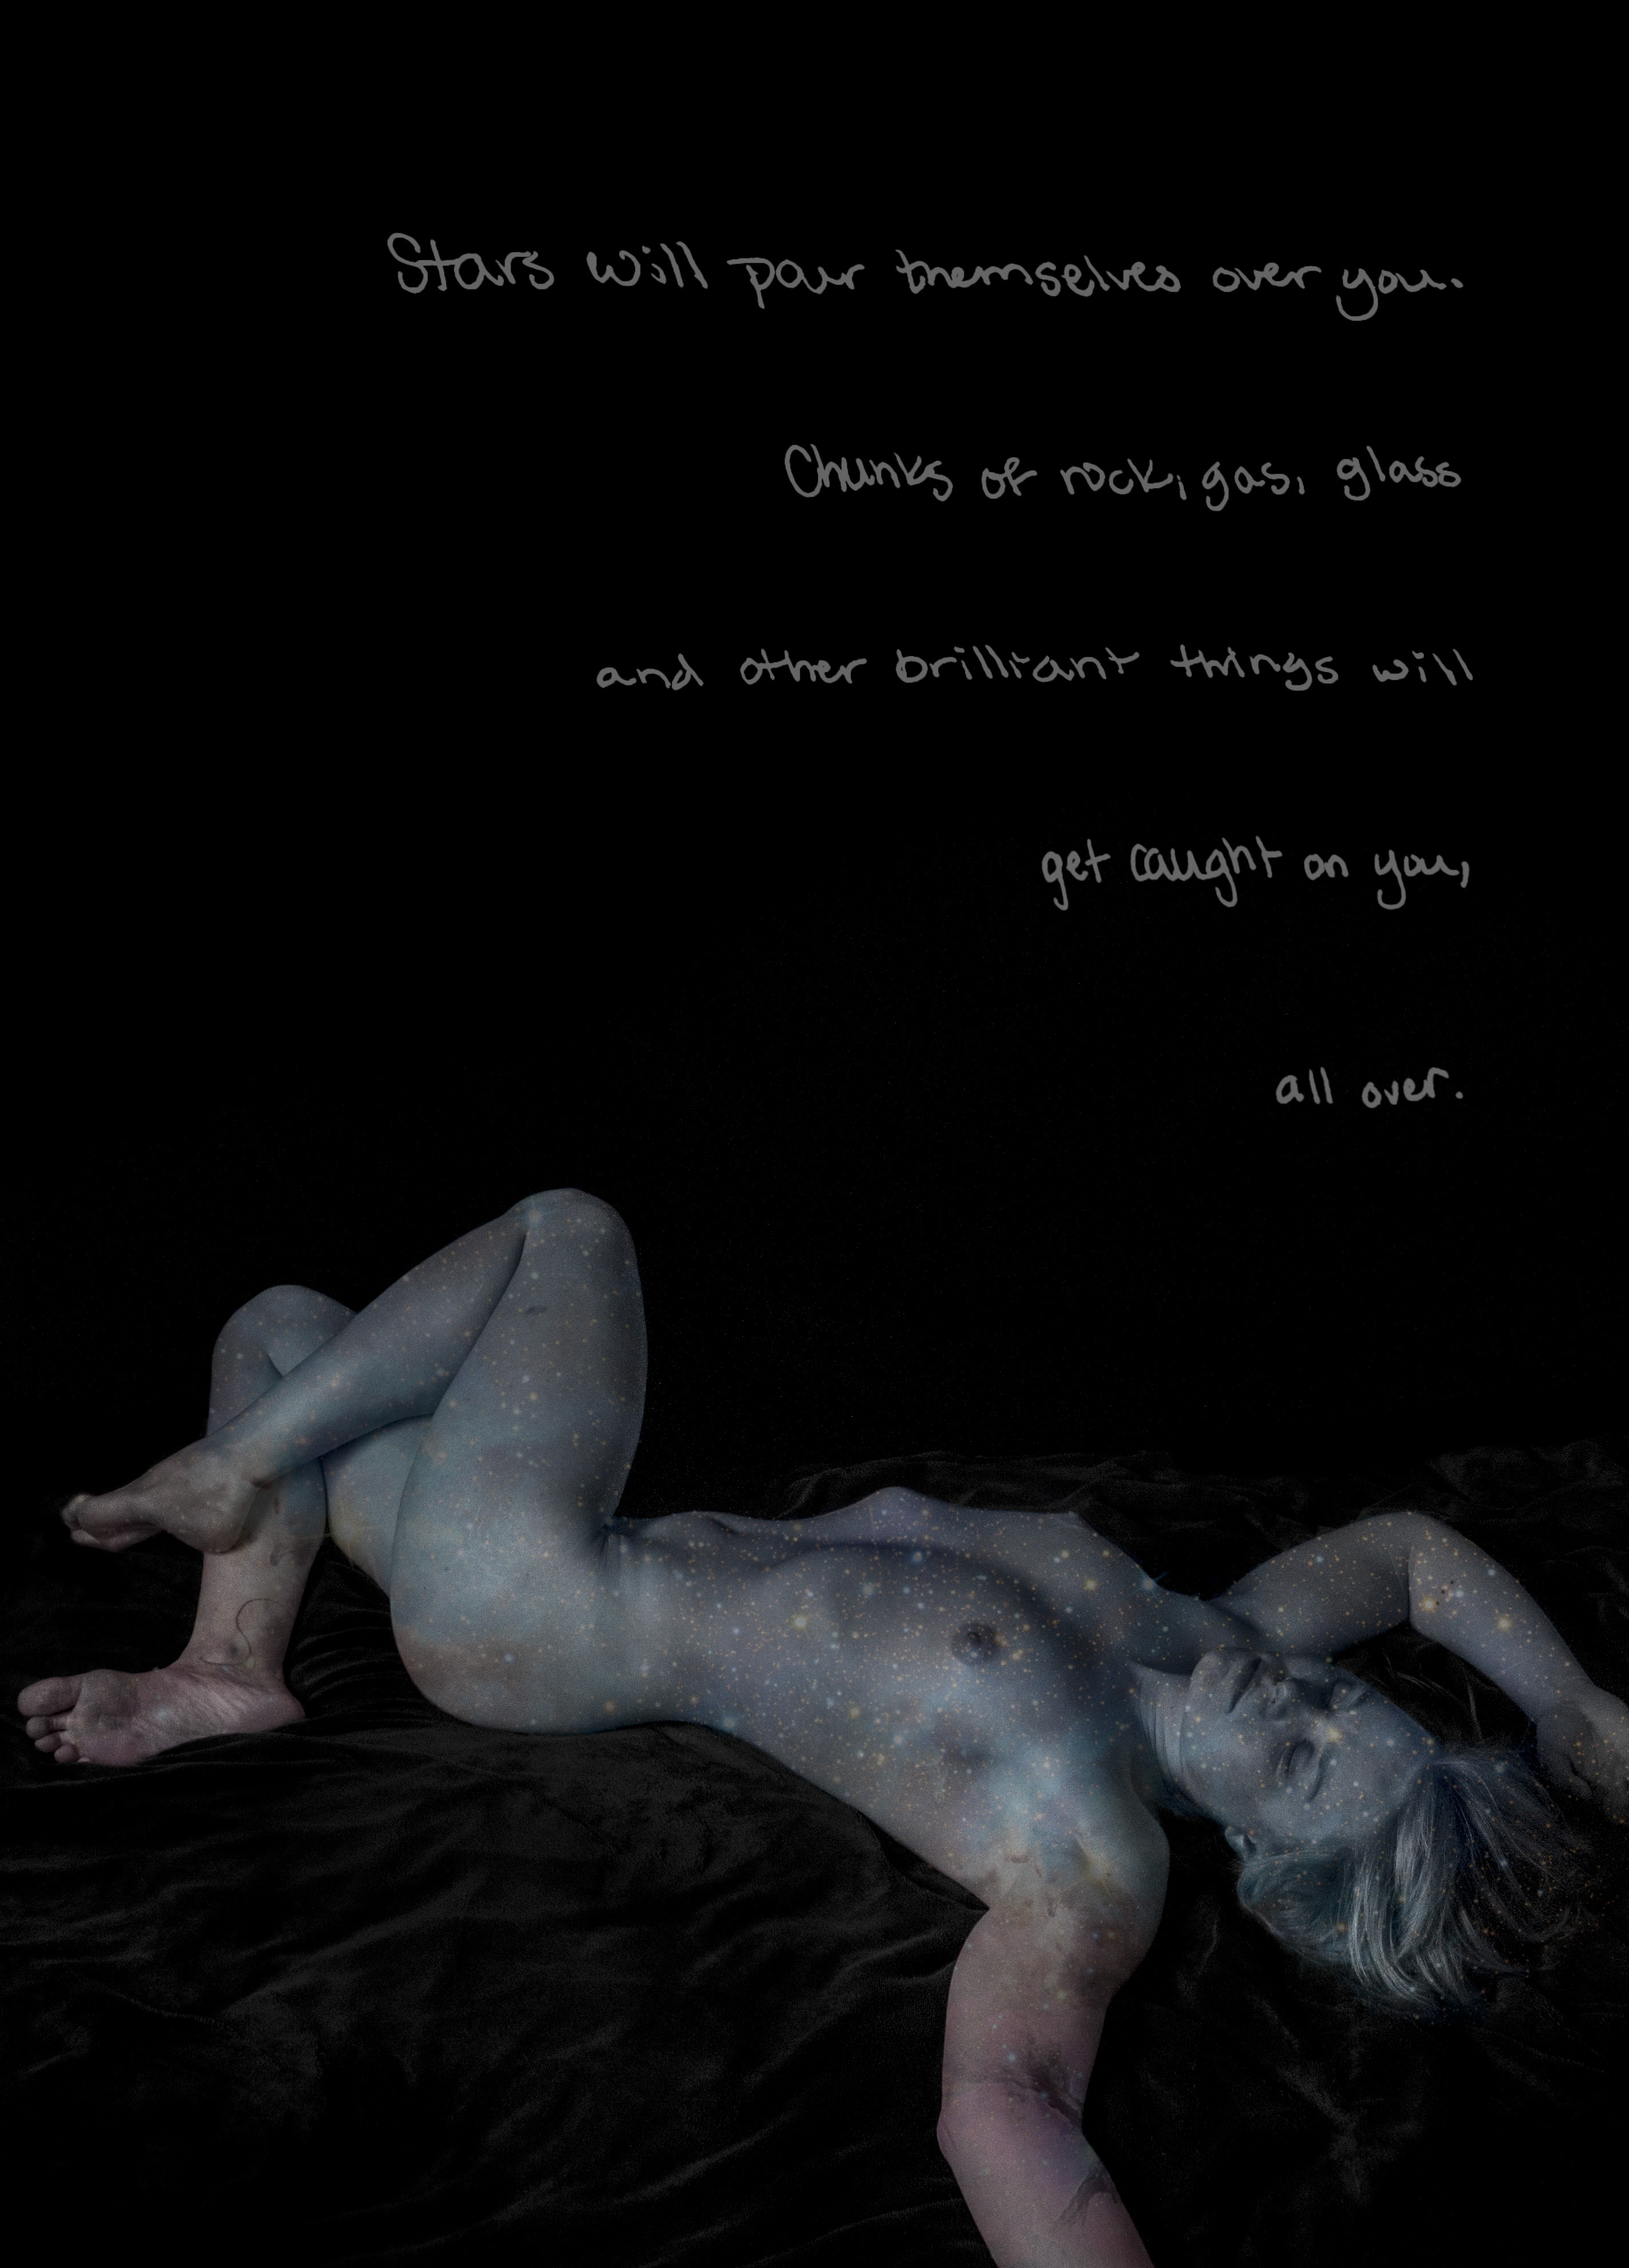 Stars will pour themselves over you.
Chunks of rock, gas, glass
and other brilliant things will
get caught on you,
all over.